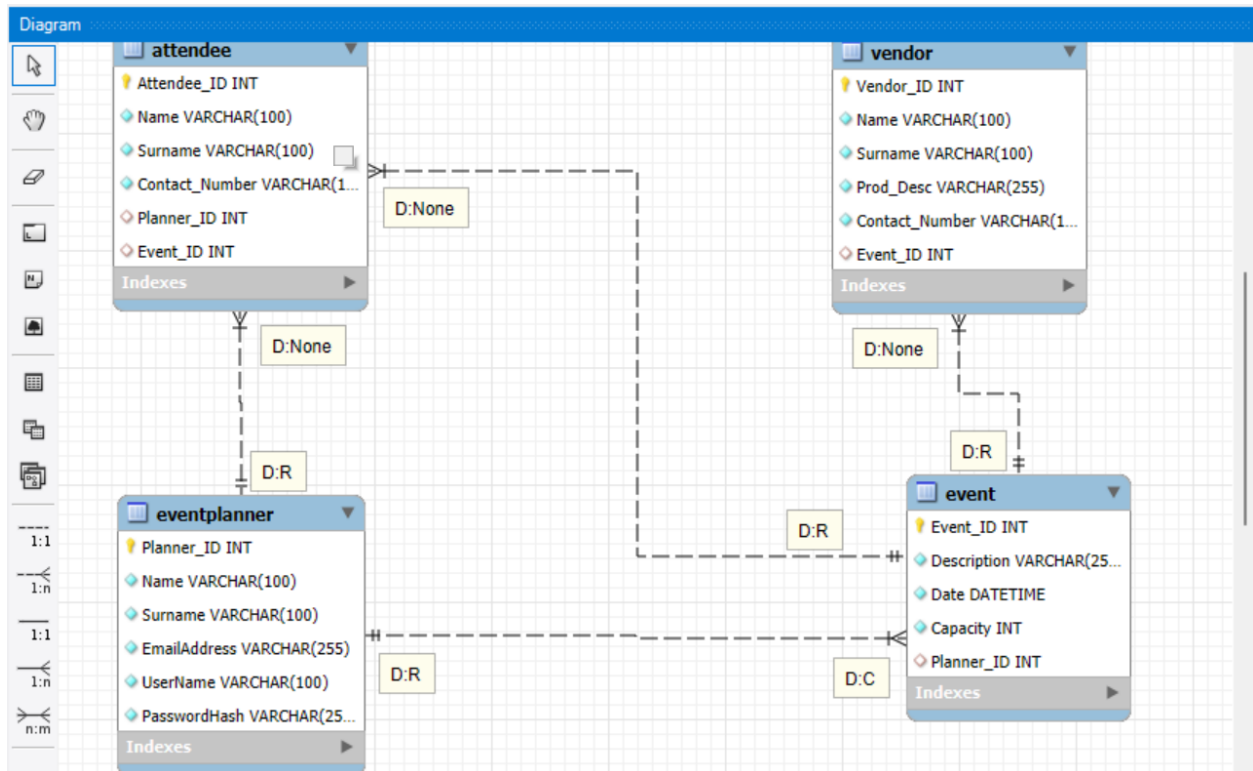 Diagram
attendee
Attendee_ID INT
Name VARCHAR(100)
Surname VARCHAR(100)
Contact_Number VARCHAR(1...
Planner_ID INT
Event_ID INT
Indexes
vendor
Vendor_ID INT
Name VARCHAR(100)
Surname VARCHAR(100)
Prod_Desc VARCHAR(255)
Contact_Number VARCHAR(1...
Event_ID INT
Indexes
D:None
D:None
D:None
D:R
D:R
D:R
eventplanner
Planner_ID INT
Name VARCHAR(100)
Surname VARCHAR(100)
EmailAddress VARCHAR(255)
UserName VARCHAR(100)
PasswordHash VARCHAR(25...
Indexes
event
Event_ID INT
Description VARCHAR(25...
Date DATETIME
Capacity INT
Planner_ID INT
Indexes
D:R
D:C
1:1
1:n
1:1
1:n
n:m